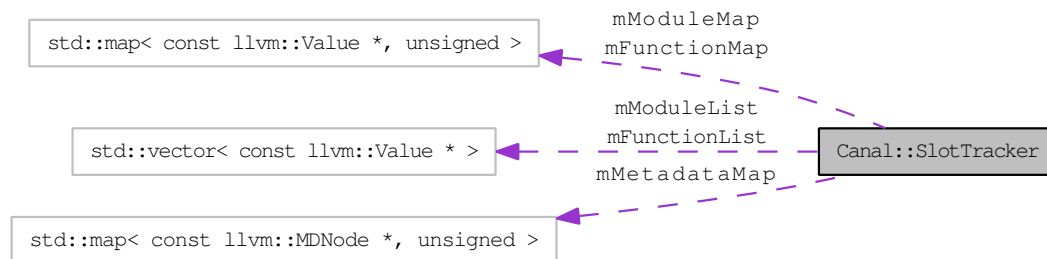 mModuleMap
mFunctionMap
std::map< const llvm::Value *, unsigned >
mModuleList
mFunctionList
std::vector< const llvm::Value * >
Canal::SlotTracker
mMetadataMap
std::map< const llvm::MDNode *, unsigned >